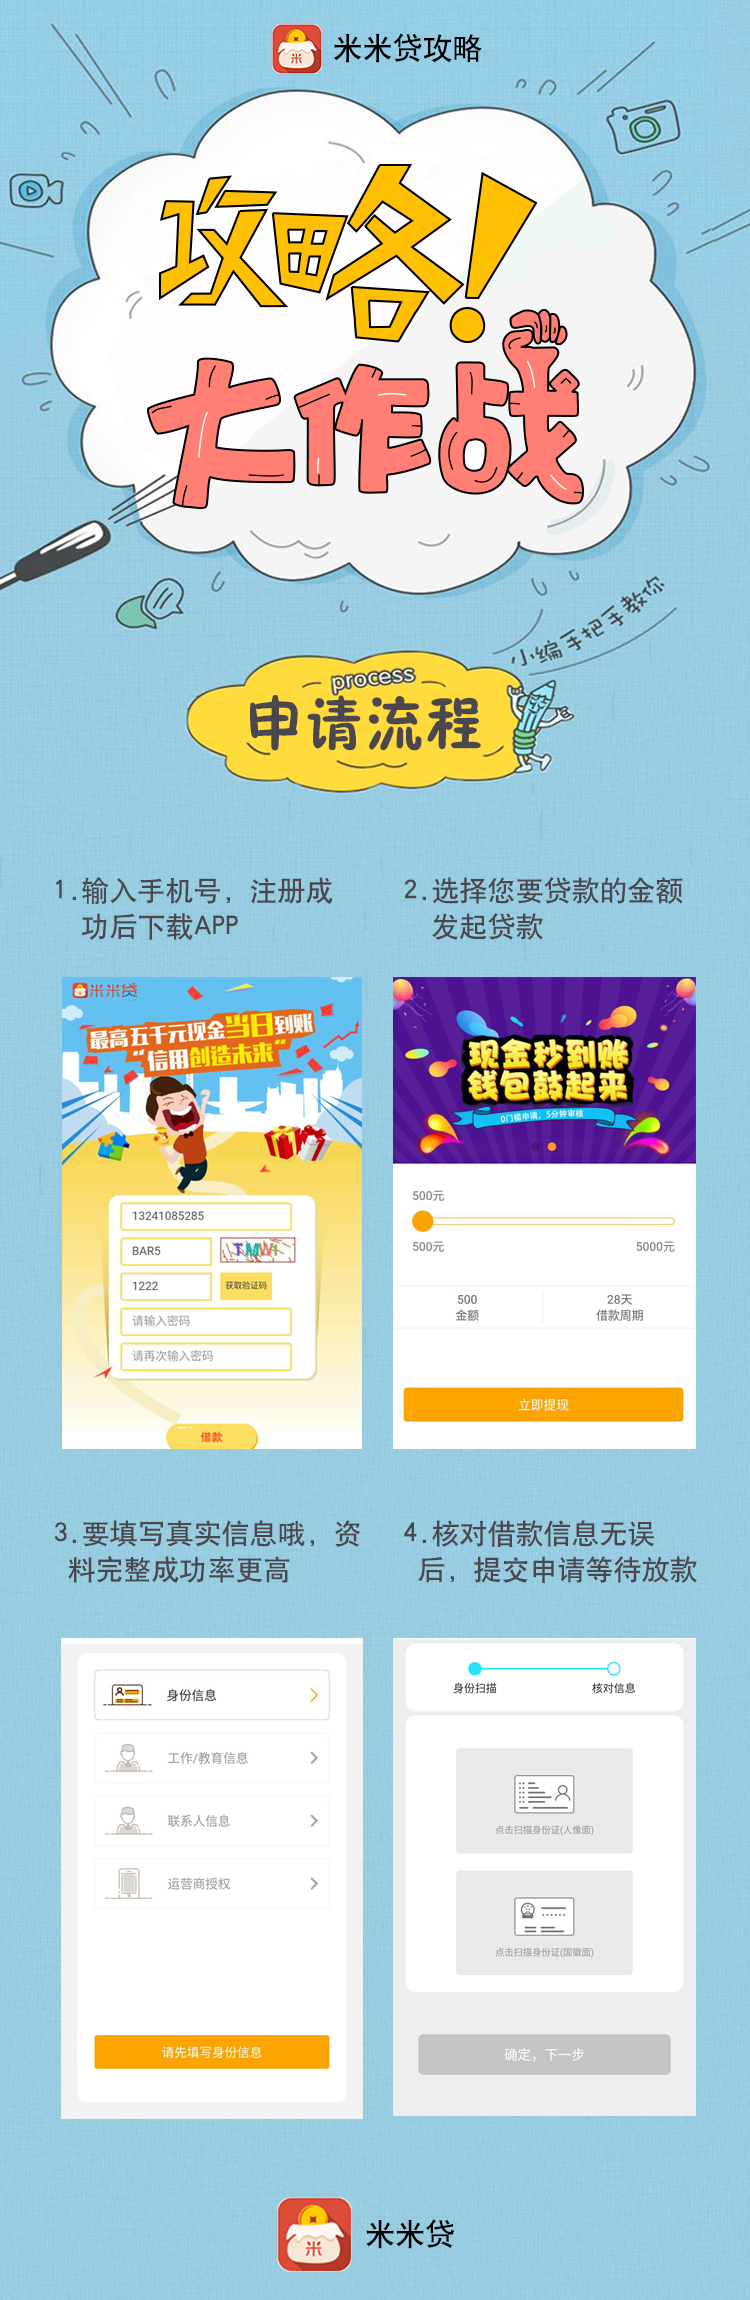 米
米米贷攻略
攻略!
大作战
小编手把手教你
process
申请流程
1.输入手机号，注册成
功后下载APP
2.选择您要贷款的金额
发起贷款
米米贷
最高五千元现金当日到账
“信用创造未来”
13241085285
BAR5
TMWI
1222
获取验证码
请输入密码
请再次输入密码
借款
现金秒到账
钱包鼓起来
0门槛申请，5分钟审核
500元
500元
5000元
500
金额
28天
借款周期
立即提现
3.要填写真实信息哦，资
料完整成功率更高
4.核对借款信息无误
后，提交申请等待放款
身份信息
工作/教育信息
联系人信息
运营商授权
请先填写身份信息
身份扫描
核对信息
点击扫描身份证(人像面)
点击扫描身份证(国徽面)
确定，下一步
米
米米贷